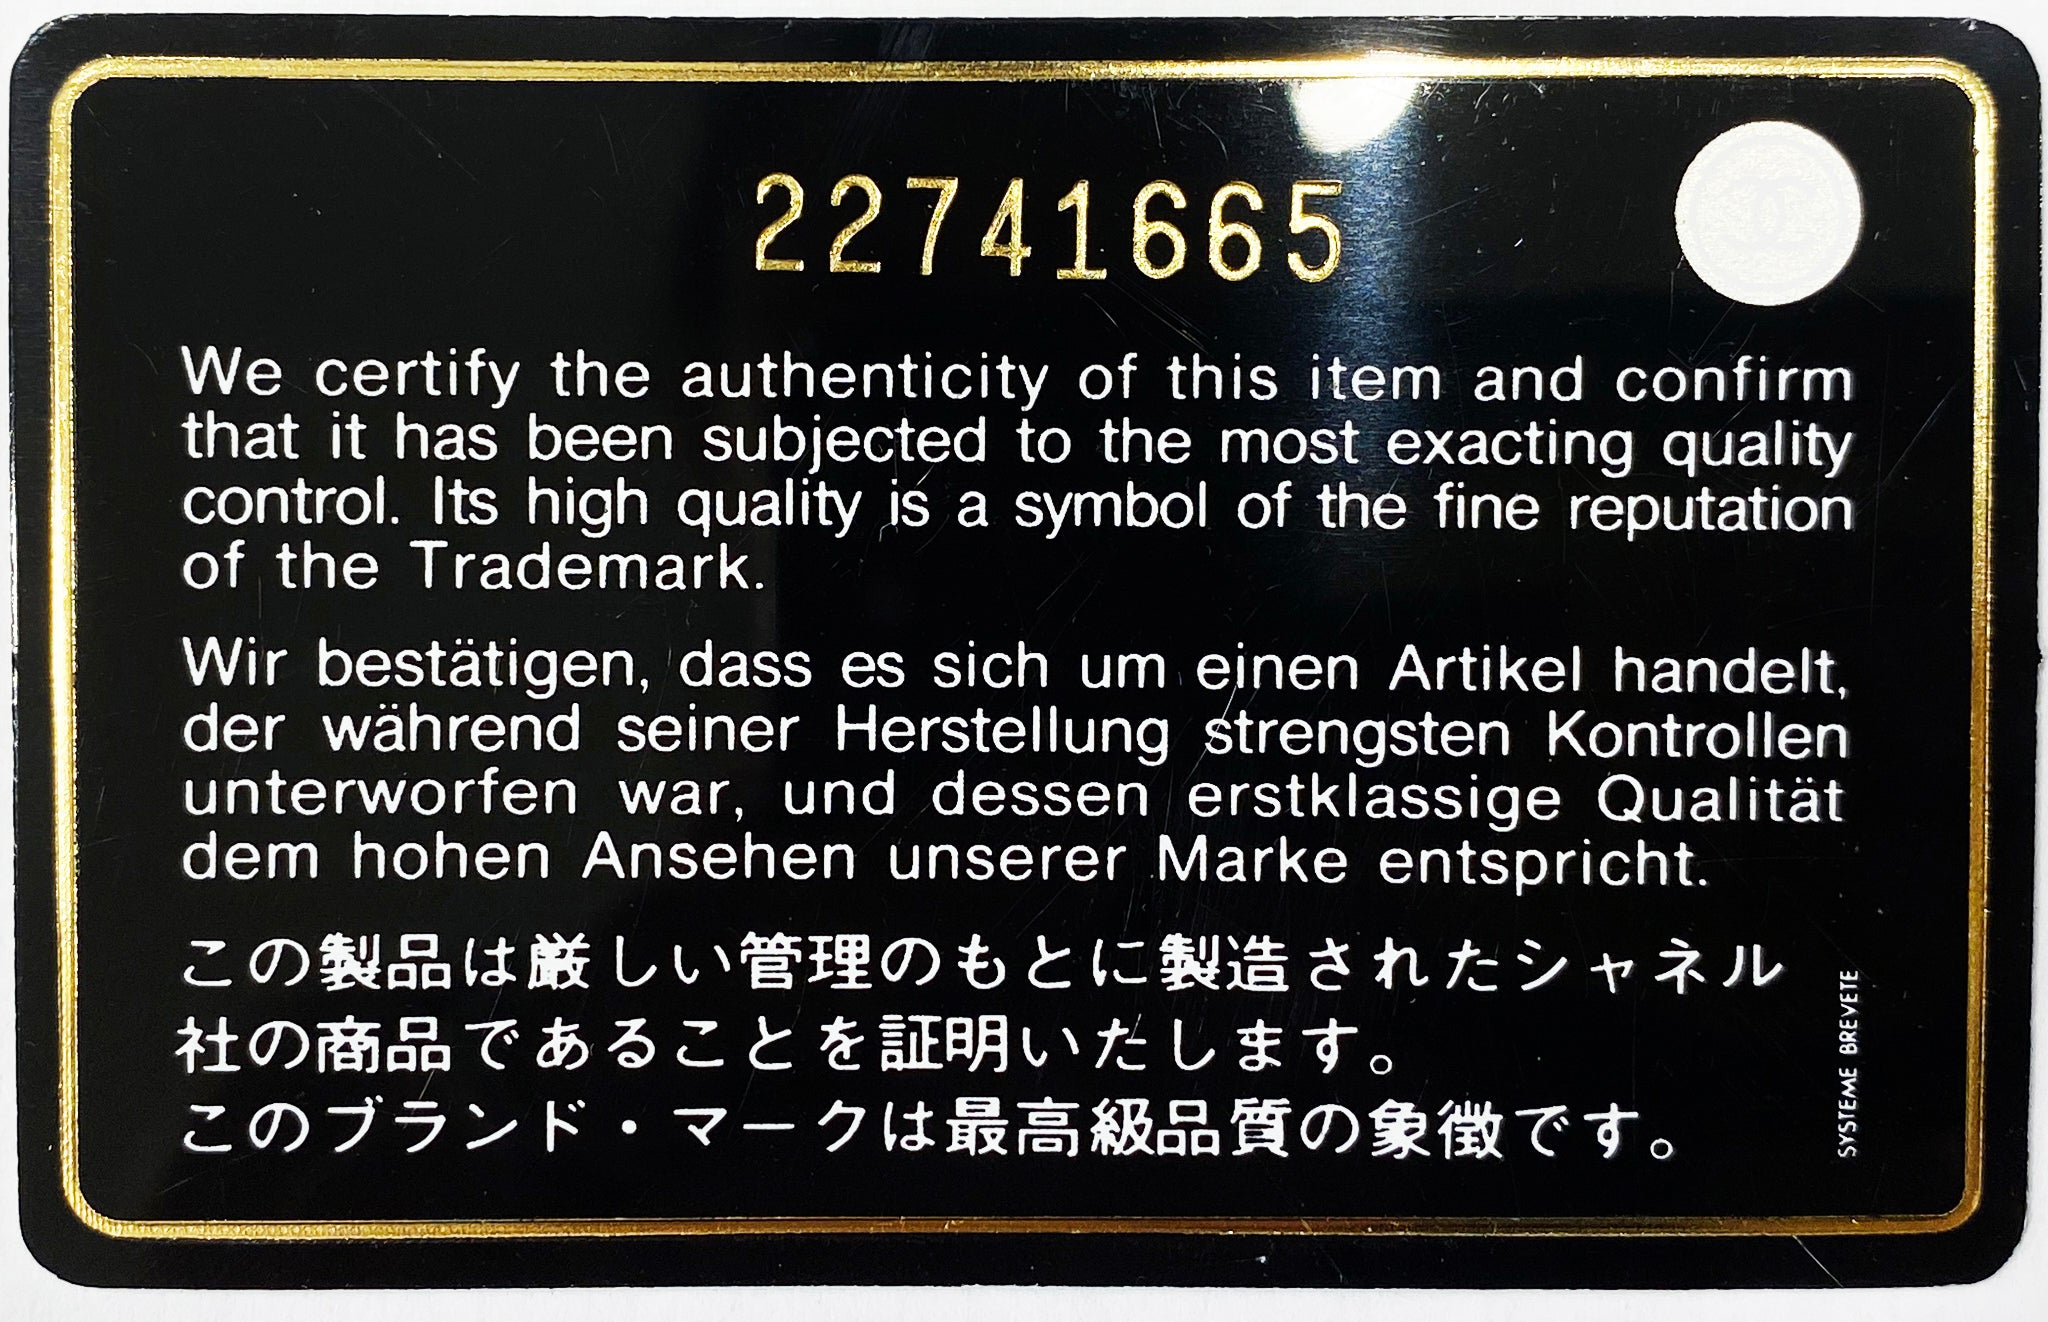 22741665
We certify the authenticity of this item and confirm
that it has been subjected to the most exacting quality
control. Its high quality is a symbol of the fine reputation
of the Trademark.
Wir bestätigen, dass es sich um einen Artikel handelt,
der während seiner Herstellung strengsten Kontrollen
unterworfen war, und dessen erstklassige Qualität
dem hohen Ansehen unserer Marke entspricht.
この製品は厳しい管理のもとに製造されたシャネル
社の商品であることを証明いたします。
このブランド・マークは最高級品質の象徴です。
SYSTEME BREVETE